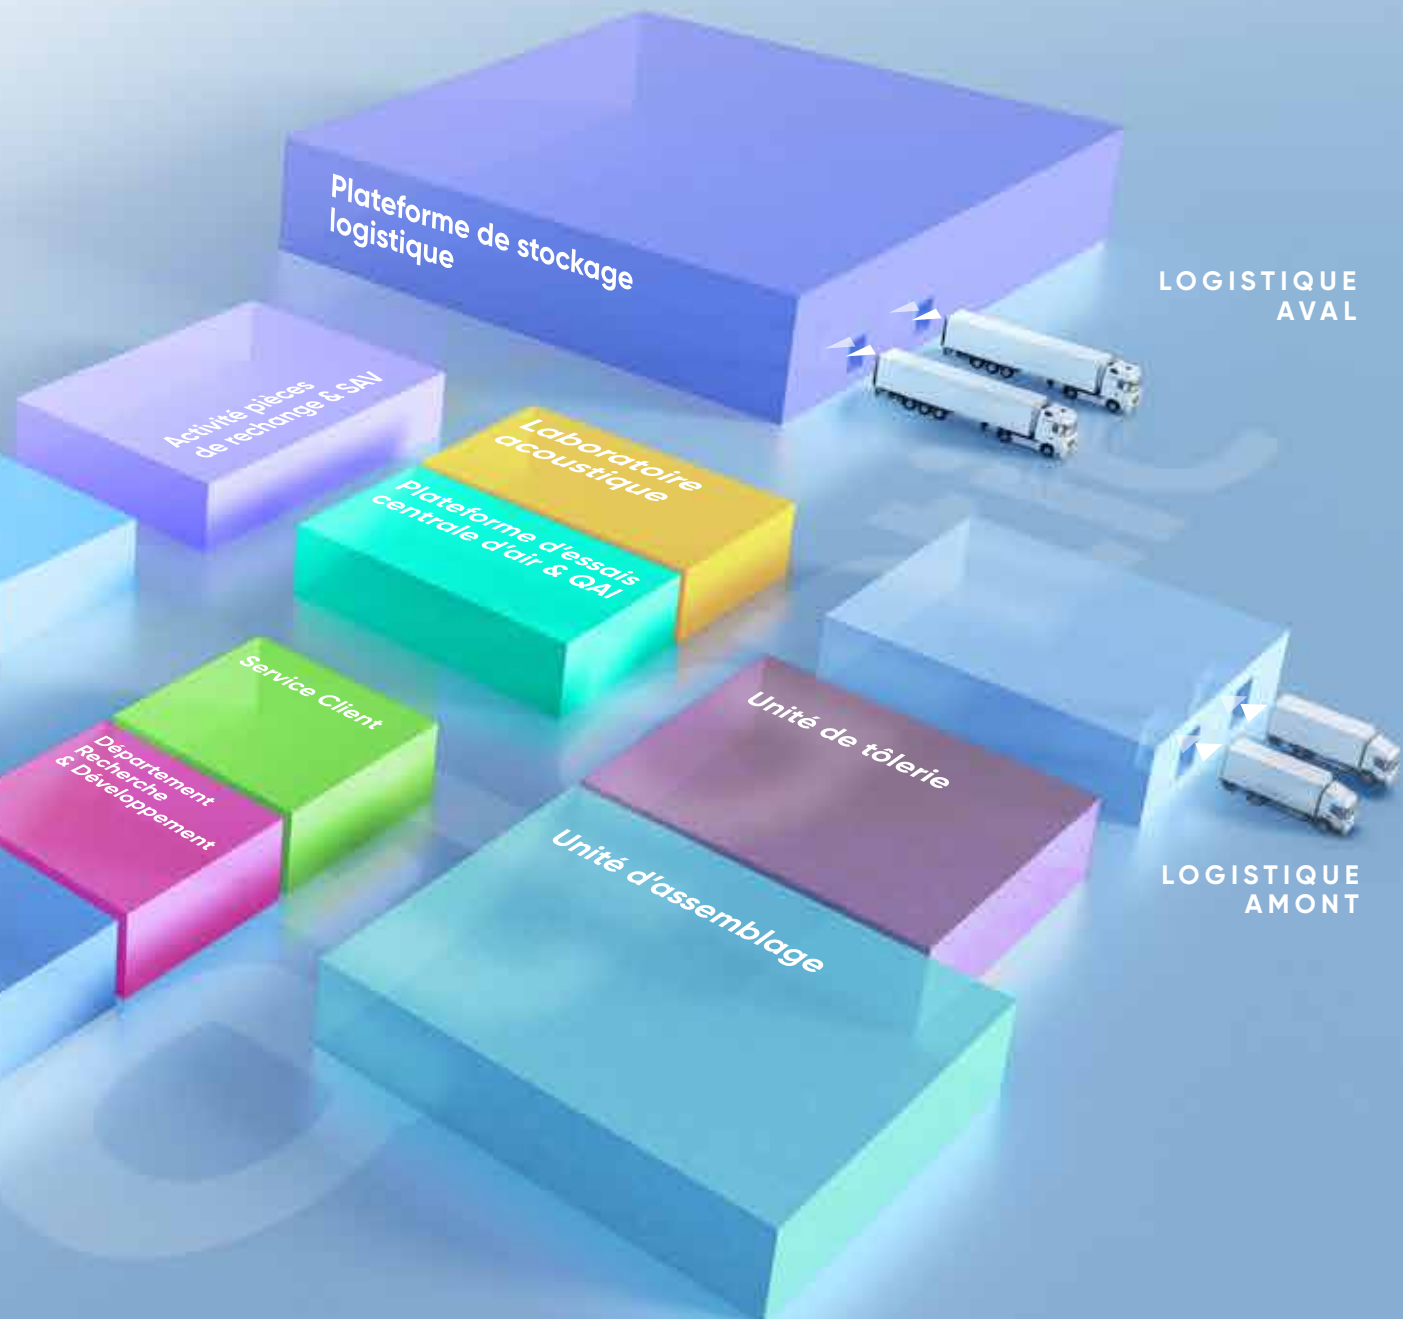 Plateforme de stockage
logistique
LOGISTIQUE
AVAL
Activité pièces
de rechange & SAV
Laboratoire
acoustique
Plateforme d'essais
centrale d'air & QAI
Service Client
Département
Recherche
& Développement
Unité de tôlerie
Unité d'assemblage
LOGISTIQUE
AMONT